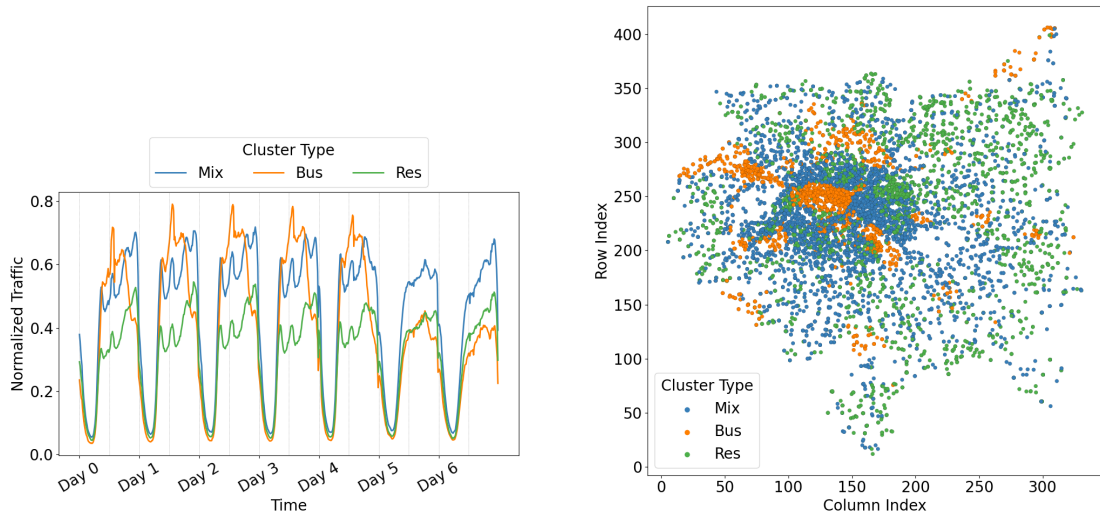 Cluster Type
Mix Bus Res
0.8
0.6
0.4
0.2
0.0
Normalized Traffic
Day 0 Day 1 Day 2 Day 3 Day 4 Day 5 Day 6
Time
400
350
300
250
200
150
100
50
0
Row Index
Cluster Type
Mix
Bus
Res
0 50 100 150 200 250 300
Column Index